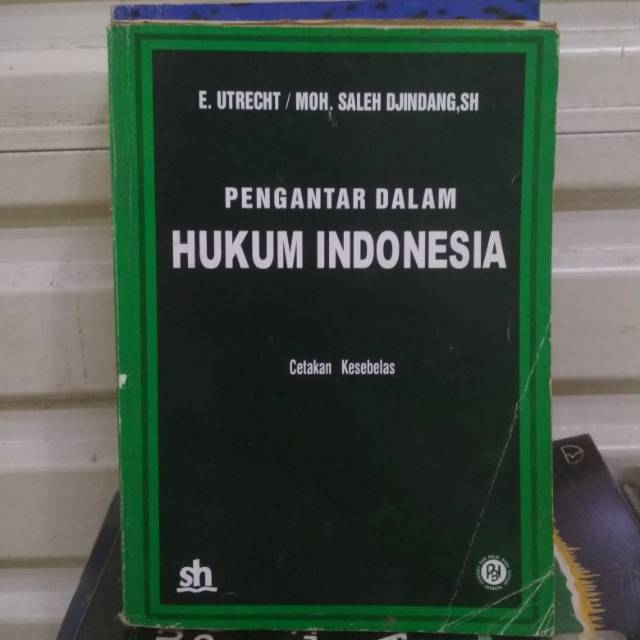 E. UTRECHT / MOH. SALEH DJINDANG,SH
PENGANTAR DALAM
HUKUM INDONESIA
Cetakan Kesebelas
sh